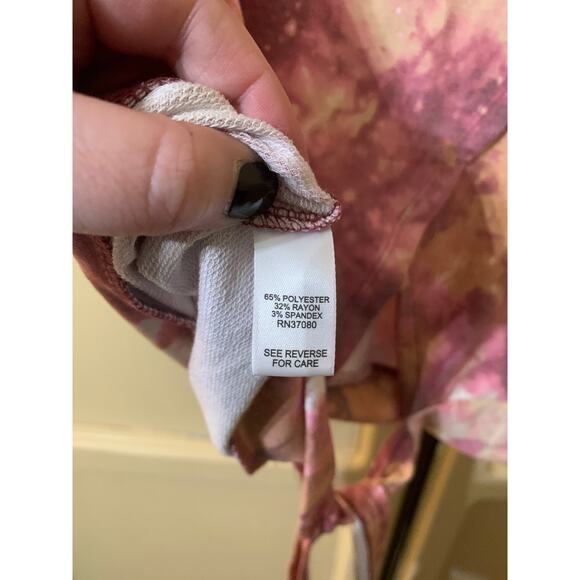 65% POLYESTER
32% RAYON
3% SPANDEX
RN37080
SEE REVERSE
FOR CARE